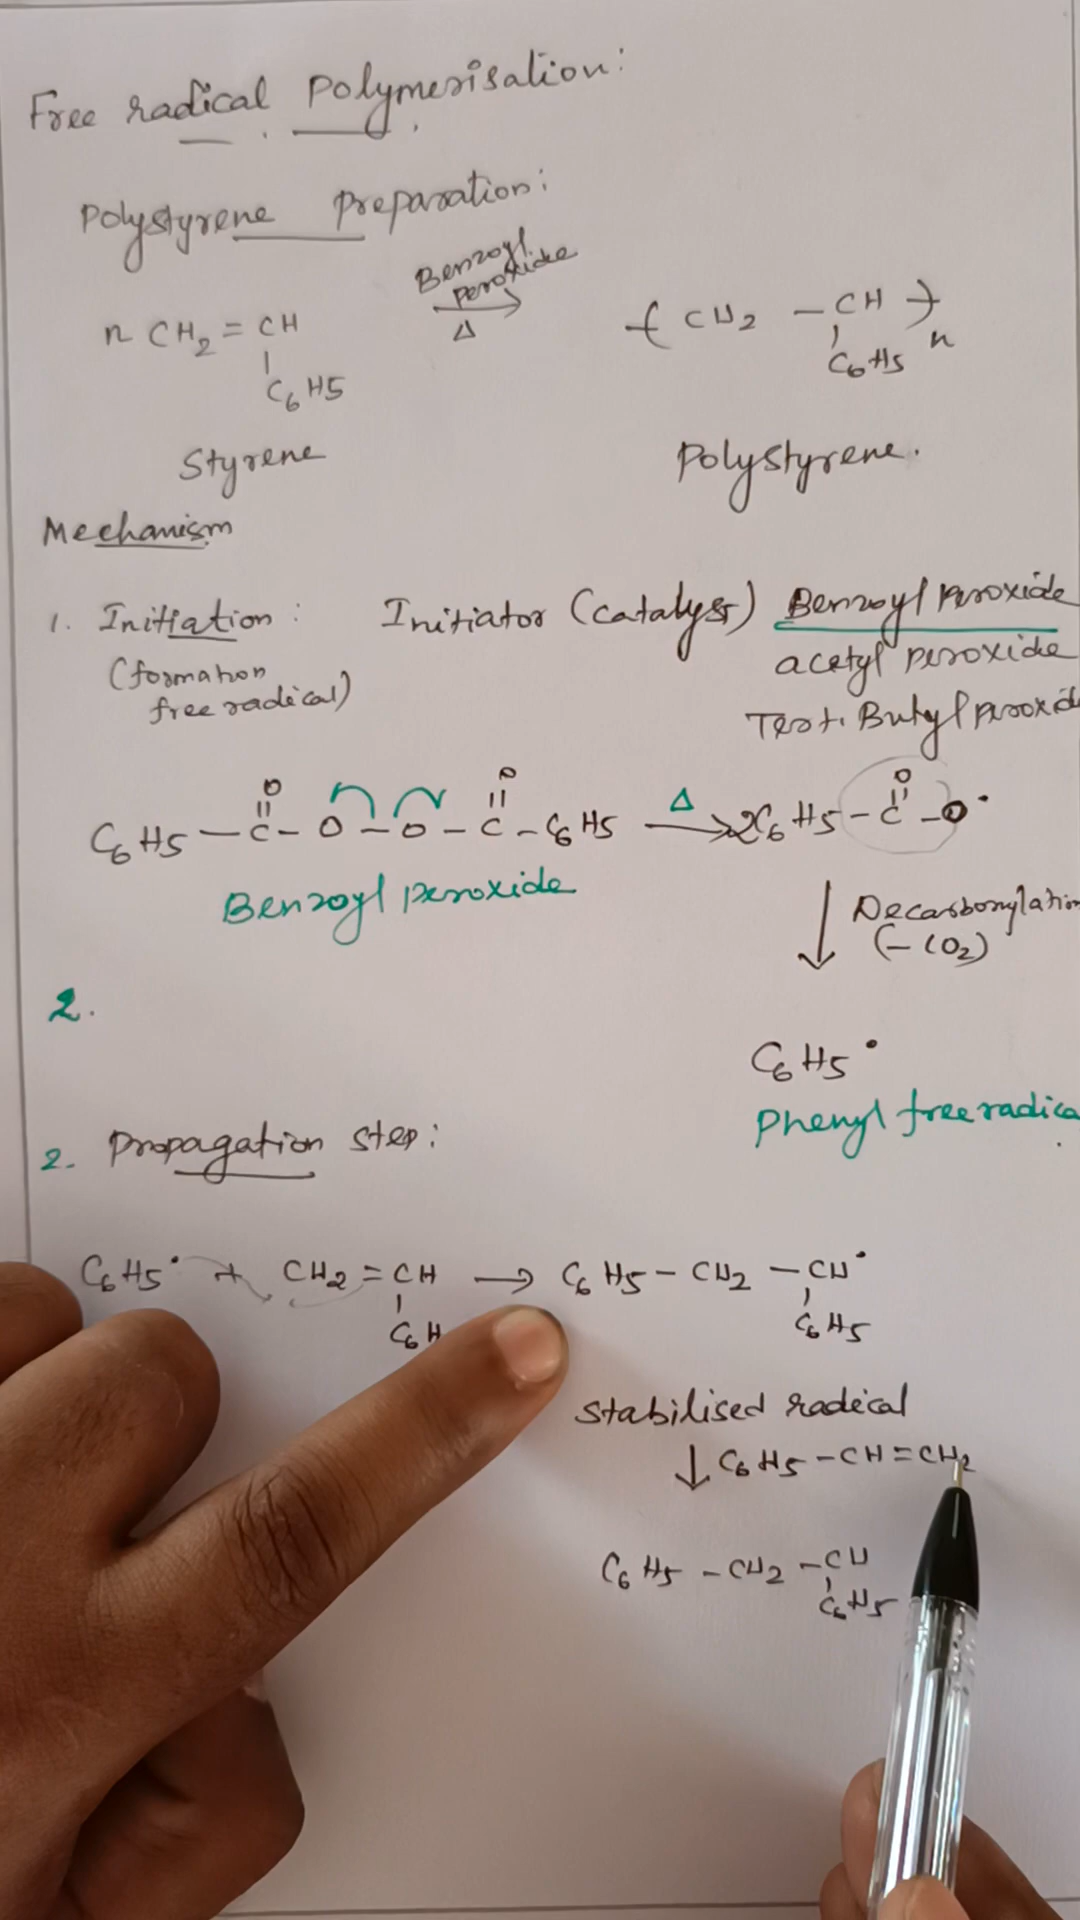 Free radical Polymerisation:
Polystyrene Preparation:
Benzoyl
peroxide
n CH2 = CH
Δ
( CH2 - CH )n
|
C6H5
|
C6H5
Styrene
Polystyrene.
Mechanism
1. Initiation: Initiator (catalyst) Benzoyl Peroxide
(formation
free radical)
acetyl peroxide
Tert. Butyl peroxid
O
||
O
||
O
||
C6H5 - C - O - O - C - C6H5 ⟶ 2C6H5 - C - O•
Δ
Benzoyl peroxide
↓ Decarbonylation
(- CO2)
2.
C6H5•
Phenyl free radica
2. Propagation step:
C6H5• + CH2 = CH ⟶ C6H5 - CH2 - CH•
|
C6H
|
C6H5
Stabilised radical
↓ C6H5 - CH = CH2
C6H5 - CH2 - CH
|
C6H5